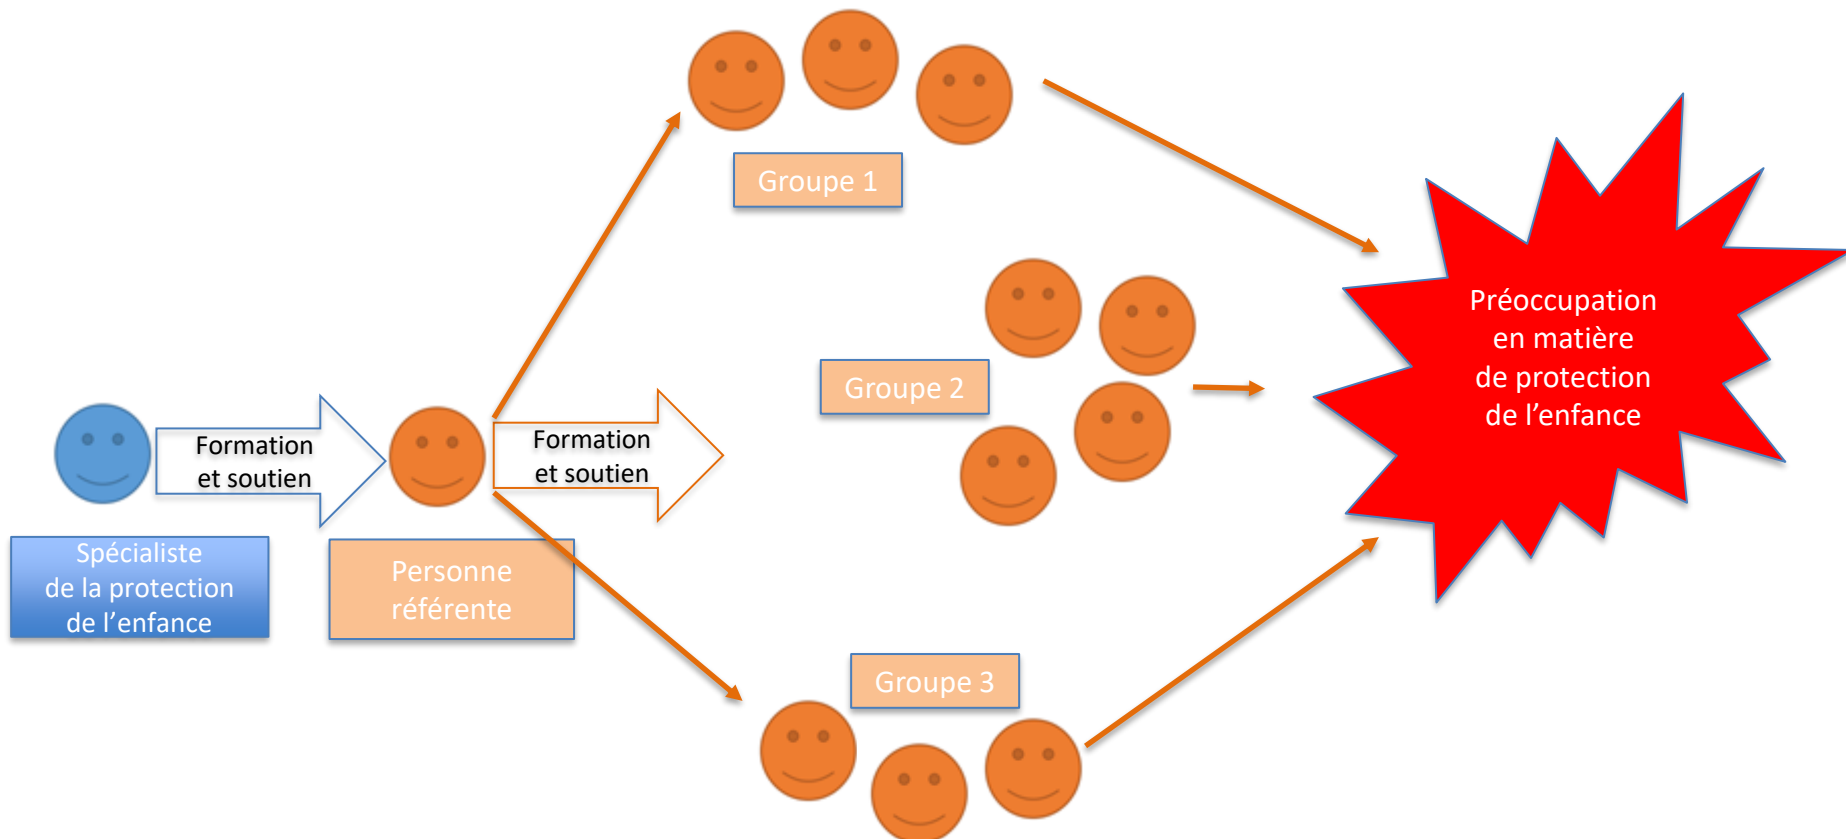 Groupe 1
Préoccupation
en matière
de protection
de l’enfance
Groupe 2
Formation
et soutien
Formation
et soutien
Spécialiste
de la protection
de l’enfance
Personne
référente
Groupe 3